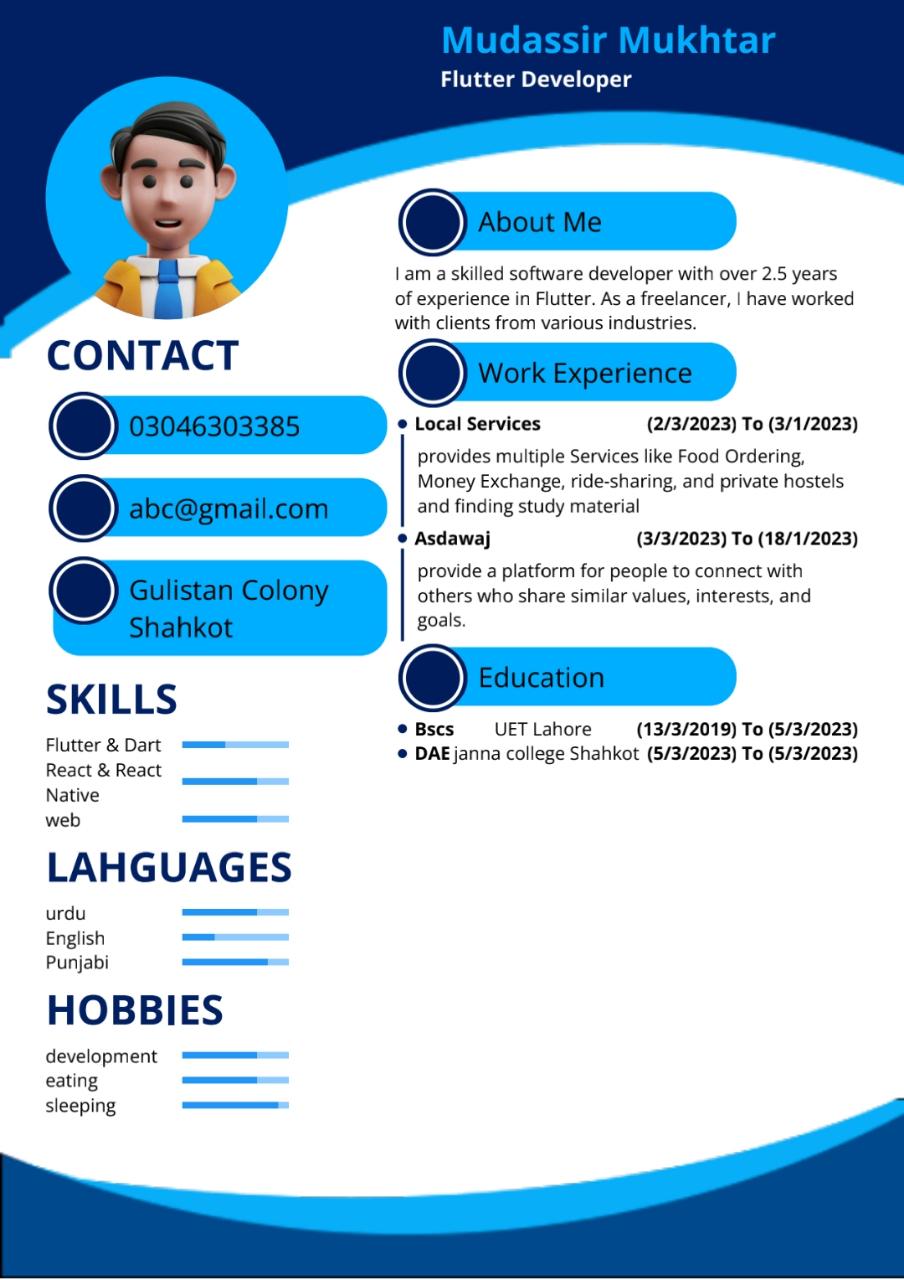 Mudassir Mukhtar
Flutter Developer
CONTACT
03046303385
abc@gmail.com
Gulistan Colony
Shahkot
SKILLS
Flutter & Dart
React & React
Native
web
LAHGUAGES
urdu
English
Punjabi
HOBBIES
development
eating
sleeping
About Me
I am a skilled software developer with over 2.5 years
of experience in Flutter. As a freelancer, I have worked
with clients from various industries.
Work Experience
Local Services (2/3/2023) To (3/1/2023)
provides multiple Services like Food Ordering,
Money Exchange, ride-sharing, and private hostels
and finding study material
Asdawaj (3/3/2023) To (18/1/2023)
provide a platform for people to connect with
others who share similar values, interests, and
goals.
Education
Bscs UET Lahore (13/3/2019) To (5/3/2023)
DAE janna college Shahkot (5/3/2023) To (5/3/2023)